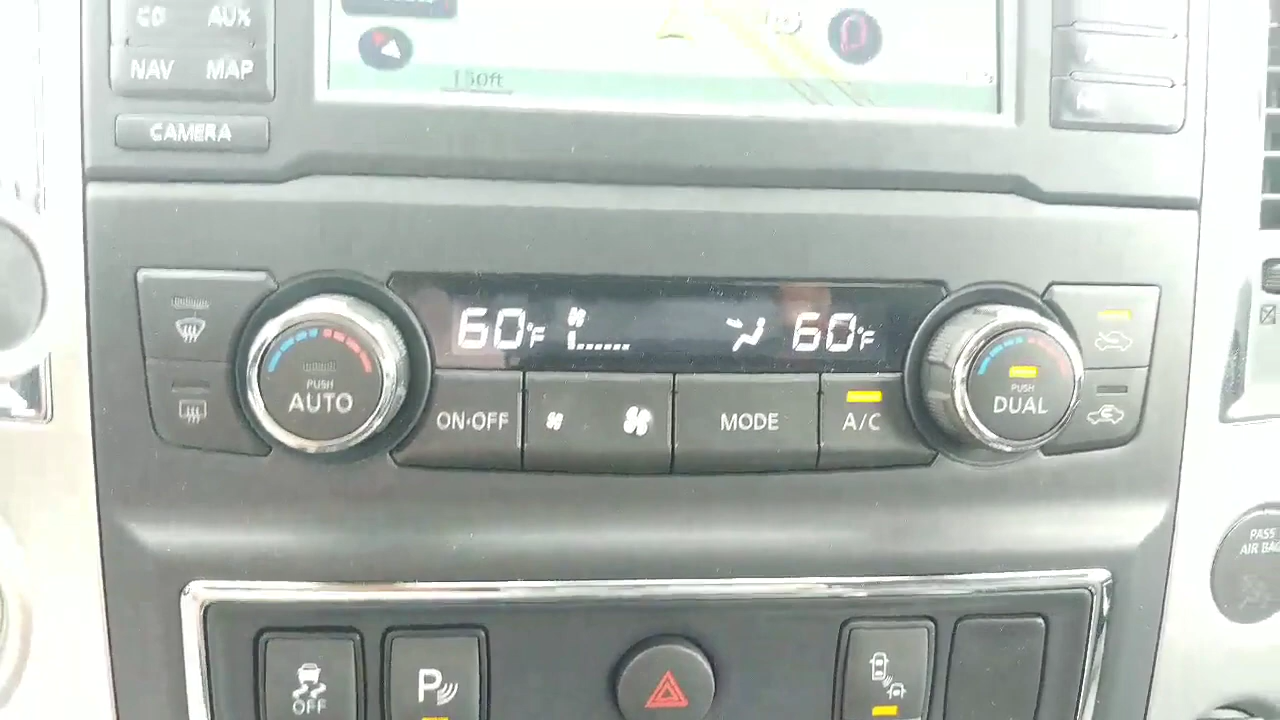 CD AUX
NAV MAP
CAMERA
150ft
60°F
60°F
PUSH
AUTO
ON·OFF
MODE
A/C
PUSH
DUAL
PASS
AIR BAG
OFF
P